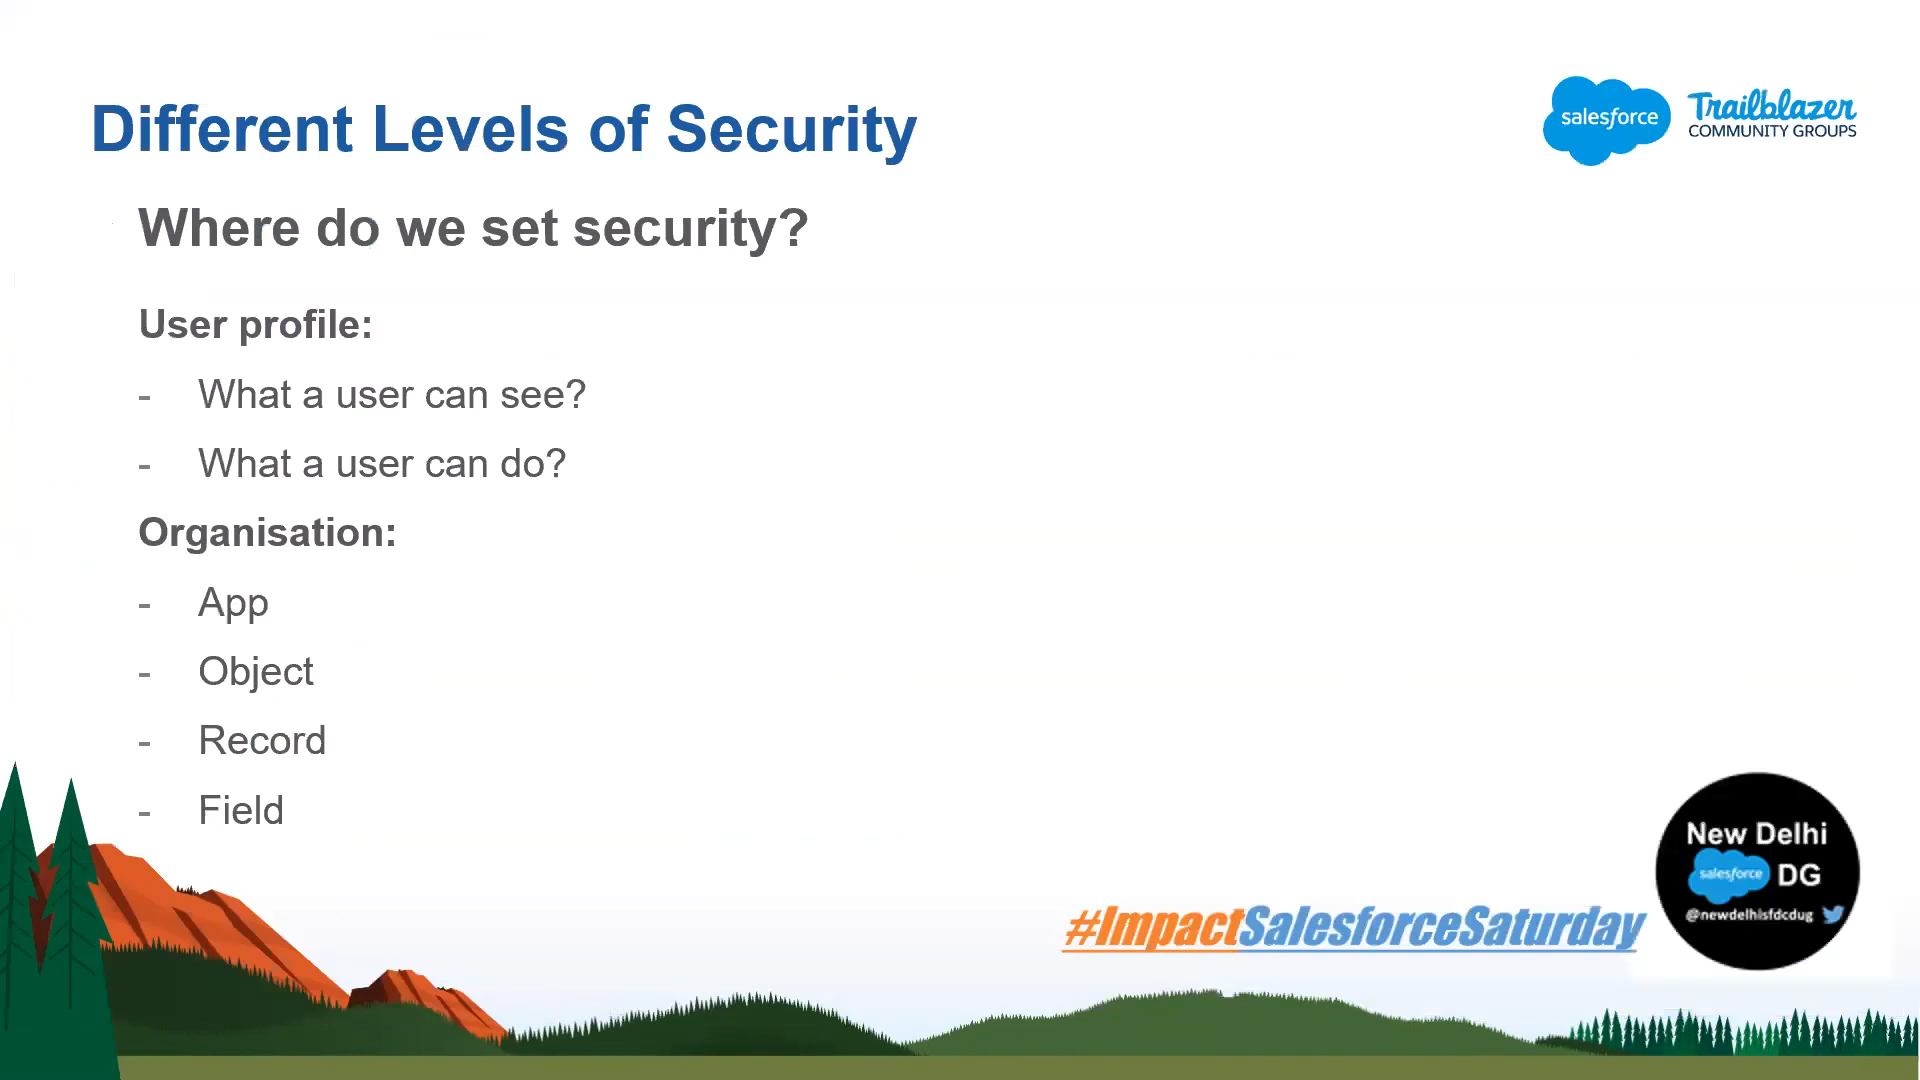 Different Levels of Security
salesforce
Trailblazer
COMMUNITY GROUPS
Where do we set security?
User profile:
- What a user can see?
- What a user can do?
Organisation:
- App
- Object
- Record
- Field
#ImpactSalesforceSaturday
New Delhi
salesforce DG
@newdelhisfdcdug